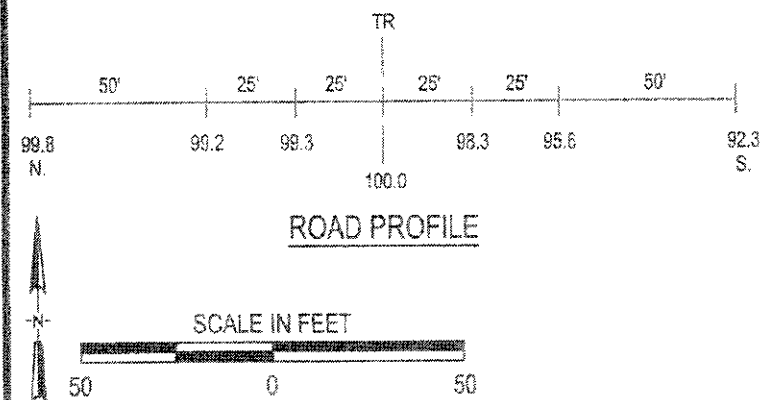 TR
50' 25' 25' 25' 25' 50'
99.8 99.2 99.3 98.3 95.6 92.3
N. S.
100.0
ROAD PROFILE
-N-
SCALE IN FEET
50 0 50